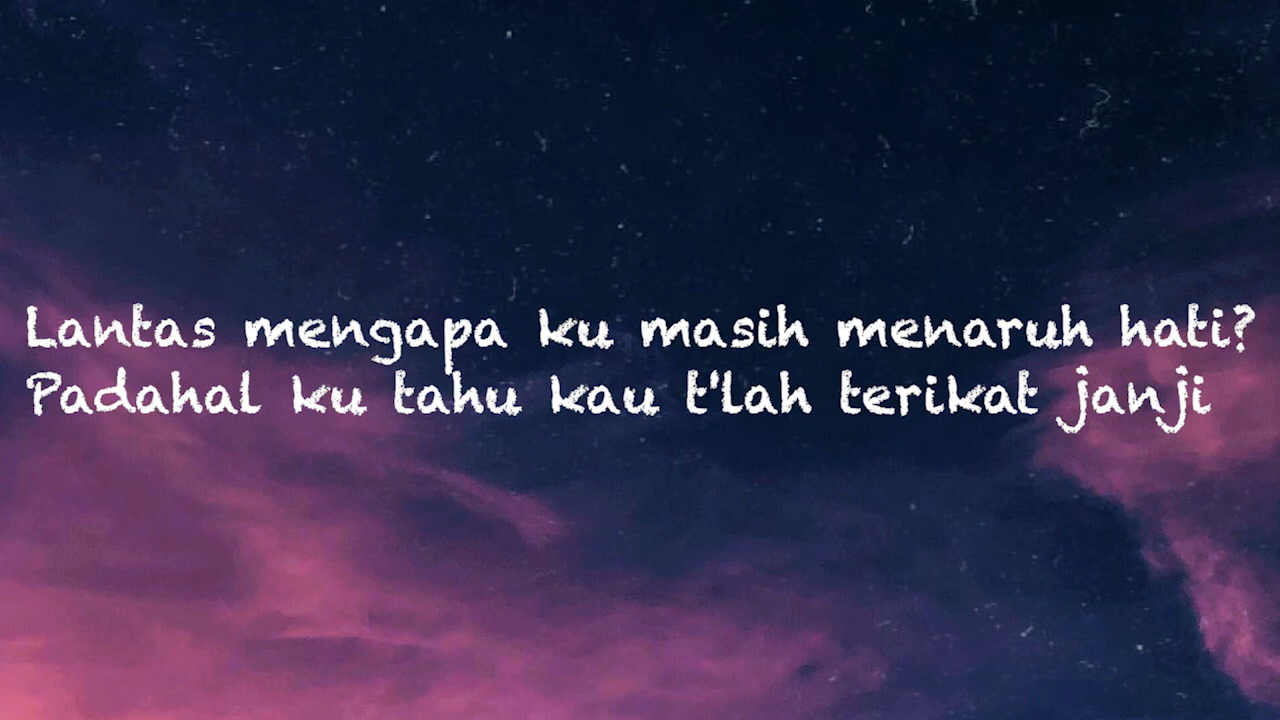 Lantas mengapa ku masih menaruh hati?
Padahal ku tahu kau t'lah terikat janji